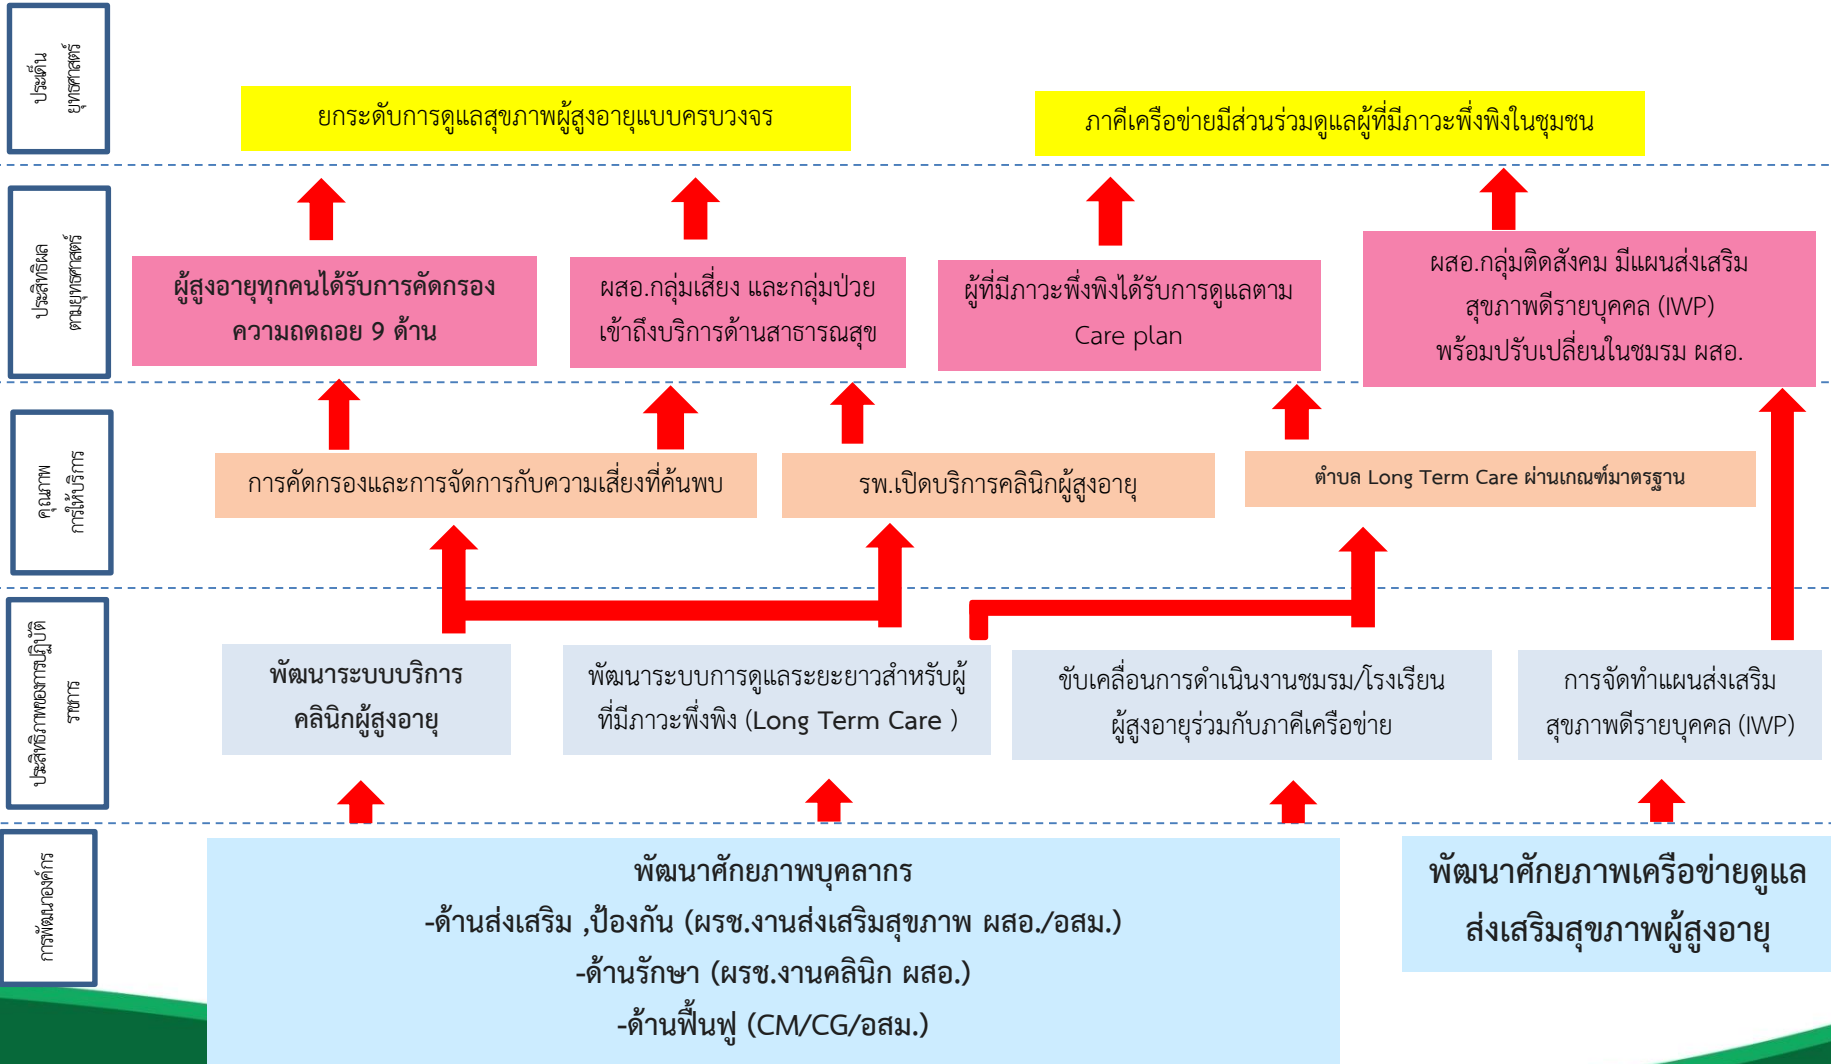 ประเด็น
ยุทธศาสตร์
ยกระดับการดูแลสุขภาพผู้สูงอายุแบบครบวงจร
ภาคีเครือข่ายมีส่วนร่วมดูแลผู้ที่มีภาวะพึ่งพิงในชุมชน
ประสิทธิผล
ตามยุทธศาสตร์
ผู้สูงอายุทุกคนได้รับการคัดกรอง
ความถดถอย 9 ด้าน
ผสอ.กลุ่มเสี่ยง และกลุ่มป่วย
เข้าถึงบริการด้านสาธารณสุข
ผู้ที่มีภาวะพึ่งพิงได้รับการดูแลตาม
Care plan
ผสอ.กลุ่มติดสังคม มีแผนส่งเสริม
สุขภาพดีรายบุคคล (IWP)
พร้อมปรับเปลี่ยนในชมรม ผสอ.
คุณภาพ
การให้บริการ
การคัดกรองและการจัดการกับความเสี่ยงที่ค้นพบ
รพ.เปิดบริการคลินิกผู้สูงอายุ
ตำบล Long Term Care ผ่านเกณฑ์มาตรฐาน
ประสิทธิภาพของการปฏิบัติ
ราชการ
พัฒนาระบบบริการ
คลินิกผู้สูงอายุ
พัฒนาระบบการดูแลระยะยาวสำหรับผู้
ที่มีภาวะพึ่งพิง (Long Term Care )
ขับเคลื่อนการดำเนินงานชมรม/โรงเรียน
ผู้สูงอายุร่วมกับภาคีเครือข่าย
การจัดทำแผนส่งเสริม
สุขภาพดีรายบุคคล (IWP)
การพัฒนาองค์กร
พัฒนาศักยภาพบุคลากร
-ด้านส่งเสริม ,ป้องกัน (ผรช.งานส่งเสริมสุขภาพ ผสอ./อสม.)
-ด้านรักษา (ผรช.งานคลินิก ผสอ.)
-ด้านฟื้นฟู (CM/CG/อสม.)
พัฒนาศักยภาพเครือข่ายดูแล
ส่งเสริมสุขภาพผู้สูงอายุ